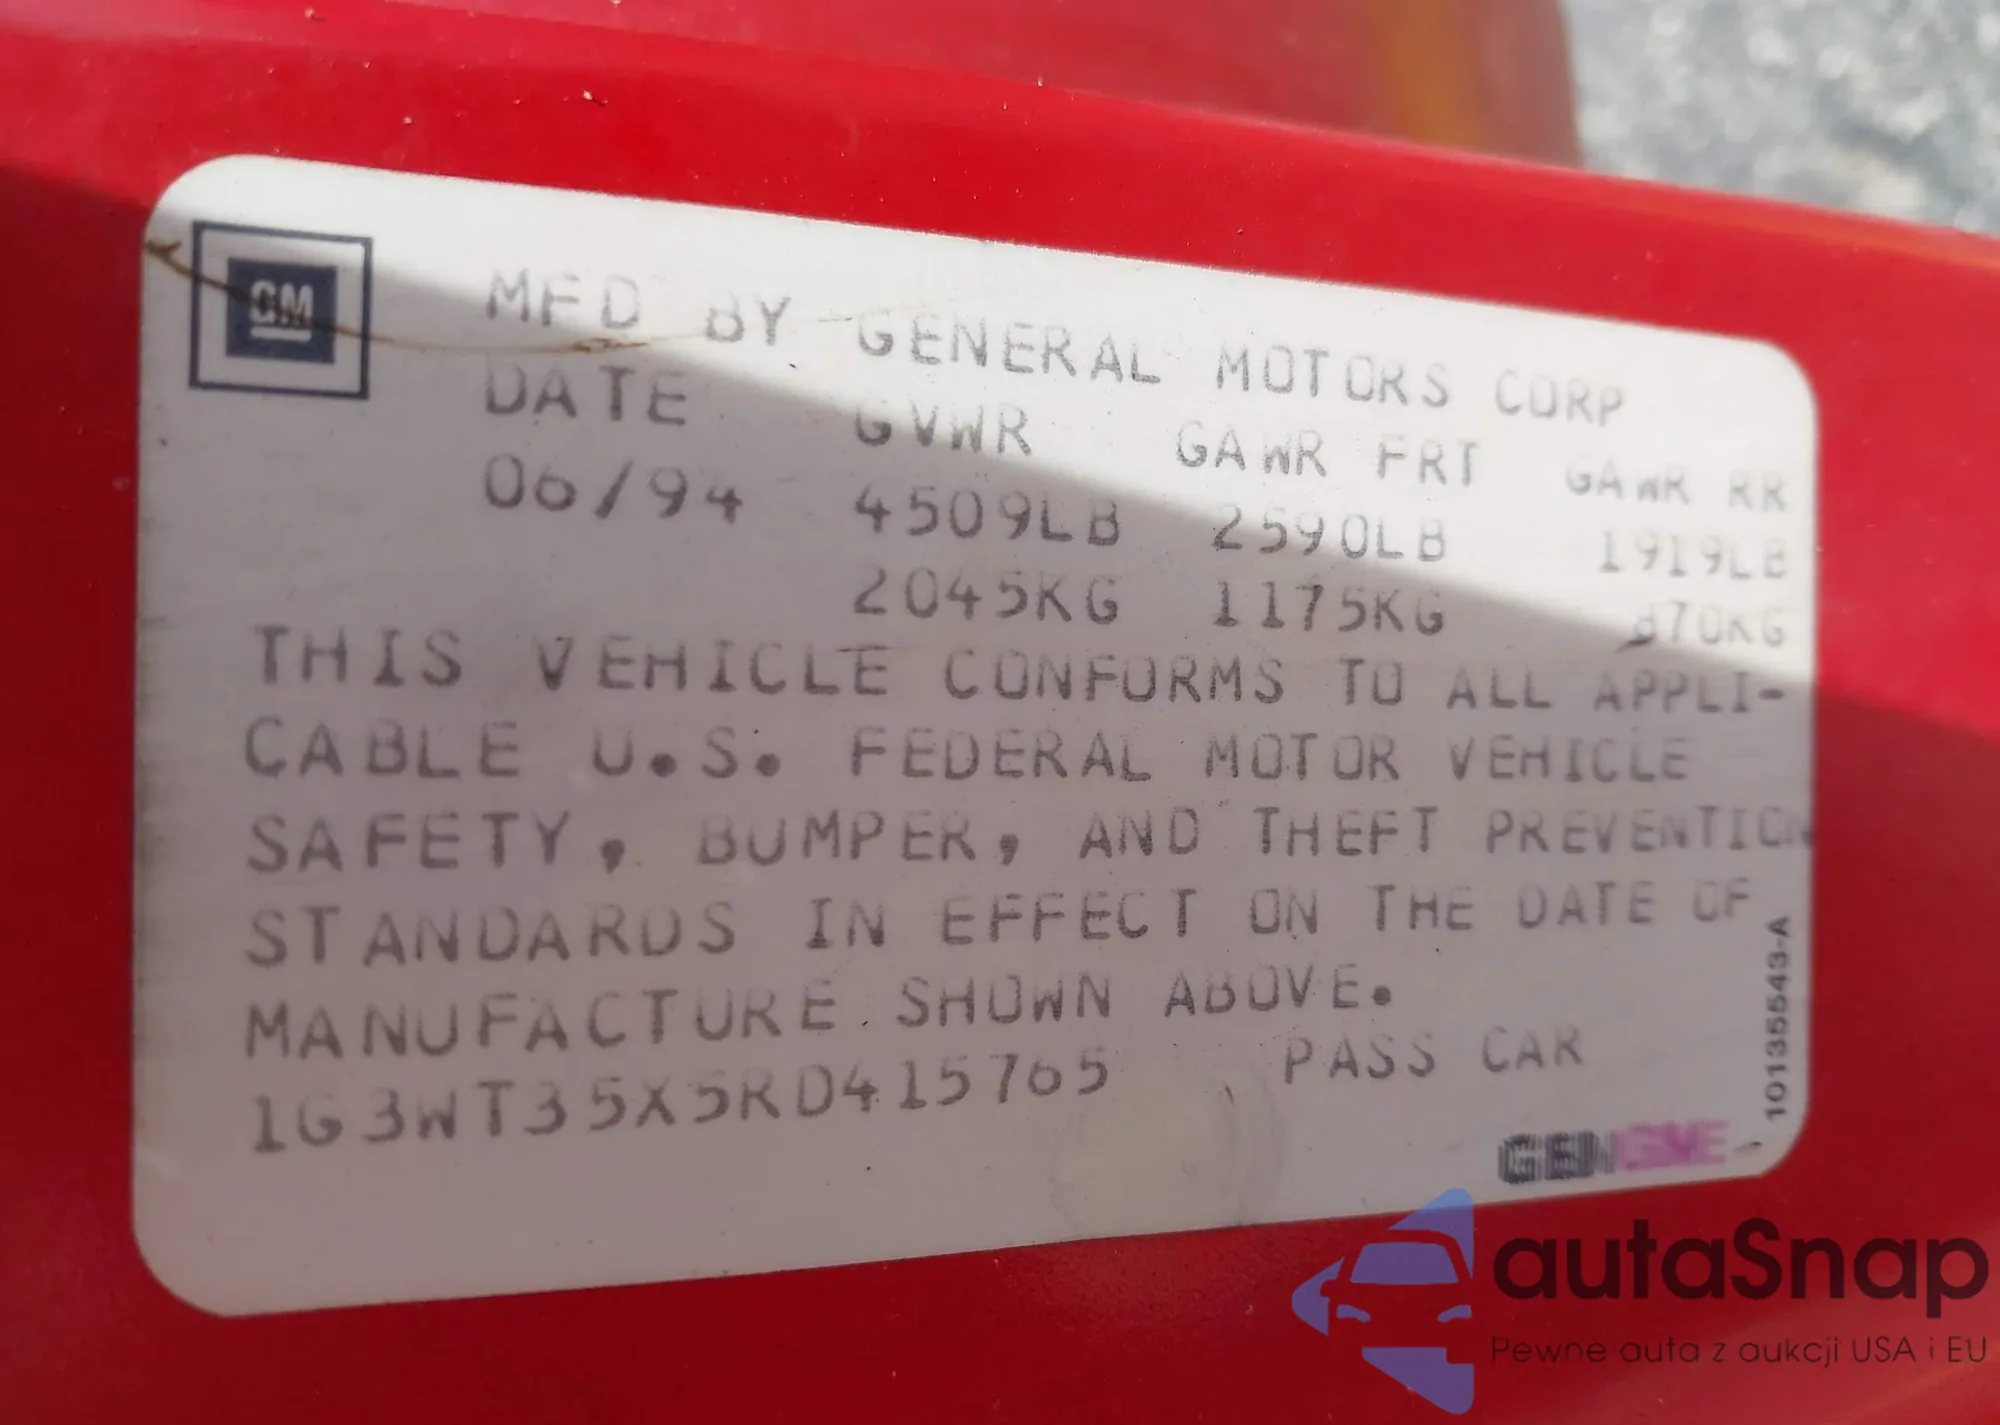 GM
MFD BY GENERAL MOTORS CORP
DATE GVWR GAWR FRT GAWR RR
06/94 4509LB 2590LB 1919LB
2045KG 1175KG 870KG
THIS VEHICLE CONFORMS TO ALL APPLI-
CABLE U.S. FEDERAL MOTOR VEHICLE
SAFETY, BUMPER, AND THEFT PREVENTION
STANDARDS IN EFFECT ON THE DATE OF
MANUFACTURE SHOWN ABOVE.
1G3WT35X5RD415765 PASS CAR
10135543-A
autaSnap
Pewne auta z aukcji USA i EU